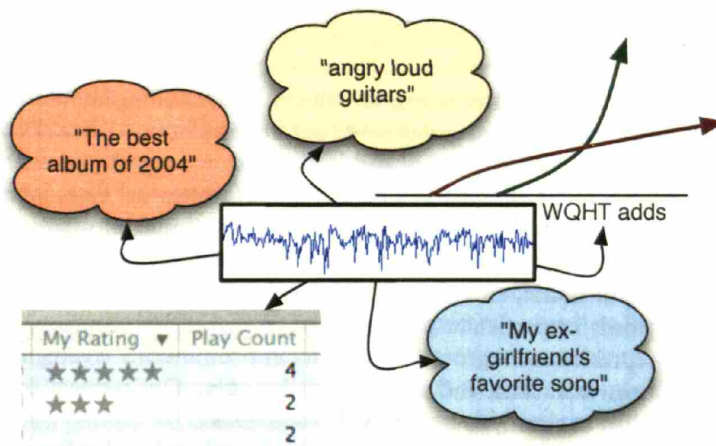 "angry loud
guitars"
"The best
album of 2004"
WQHT adds
My Rating ▼ Play Count
★★★★★ 4
★★★ 2
2
"My ex-
girlfriend's
favorite song"